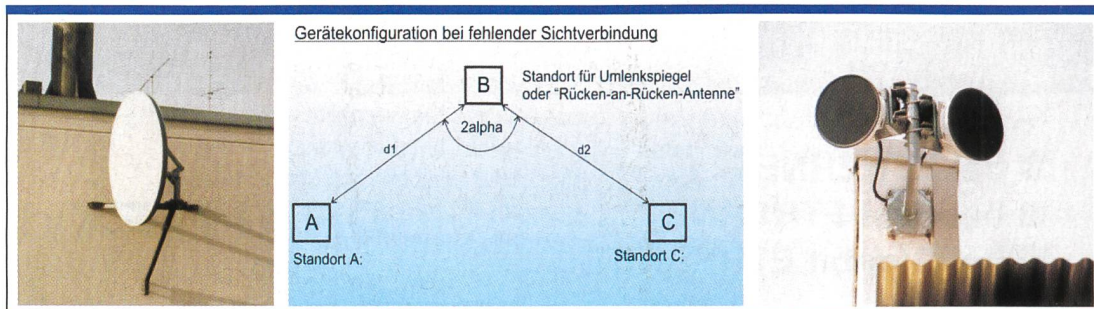 Gerätekonfiguration bei fehlender Sichtverbindung
B
Standort für Umlenkspiegel
oder "Rücken-an-Rücken-Antenne"
2alpha
d1
d2
A
C
Standort A:
Standort C: